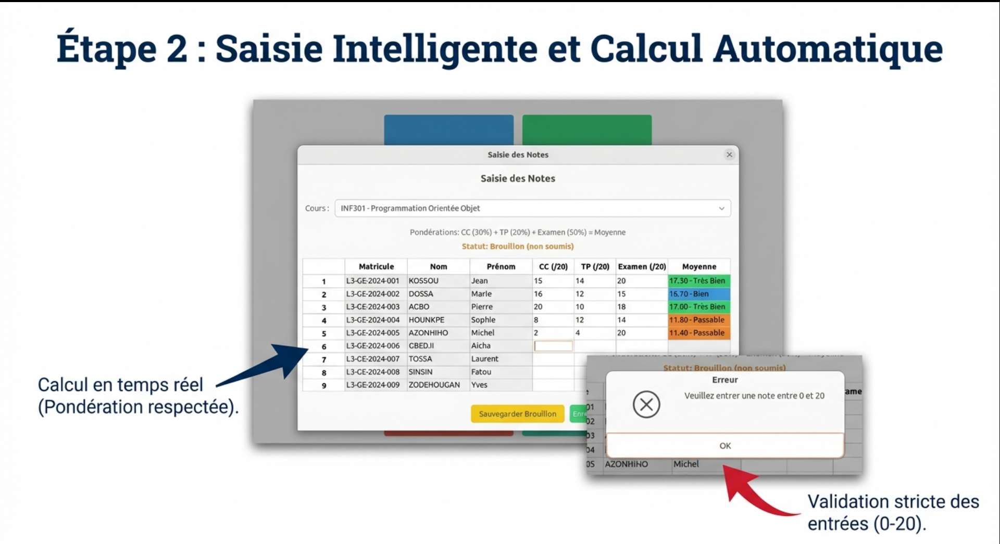 Étape 2 : Saisie Intelligente et Calcul Automatique
Saisie des Notes
Saisie des Notes
Cours : INF301 - Programmation Orientée Objet
Pondérations: CC (30%) + TP (20%) + Examen (50%) = Moyenne
Statut: Brouillon (non soumis)
Matricule Nom Prénom CC (/20) TP (/20) Examen (/20) Moyenne
1 L3-GE-2024-001 KOSSOU Jean 15 14 20 17.30 - Très Bien
2 L3-GE-2024-002 DOSSA Marle 16 12 15 15.70 - Bien
3 L3-CE-2024-003 ACBO Pierre 20 10 18 17.00 - Très Bien
4 L3-GE-2024-004 HOUNKPE Sophle 8 12 14 11.80 - Passable
5 L3-GE-2024-005 AZONHIHO Michel 2 4 20 11.40 - Passable
6 L3-GE-2024-006 CBED.II Aicha
7 L3-CE-2024-007 TOSSA Laurent
8 L3-GE-2024-008 SINSIN Fatou
9 L3-GE-2024-009 ZODEHOUGAN Yves
Sauvegarder Brouillon Enre
Calcul en temps réel
(Pondération respectée).
Statut: Brouillon (non soumis)
Erreur
Veuillez entrer une note entre 0 et 20
OK
ame
01
02
03
04
05 AZONHIHO Michel
Validation stricte des
entrées (0-20).